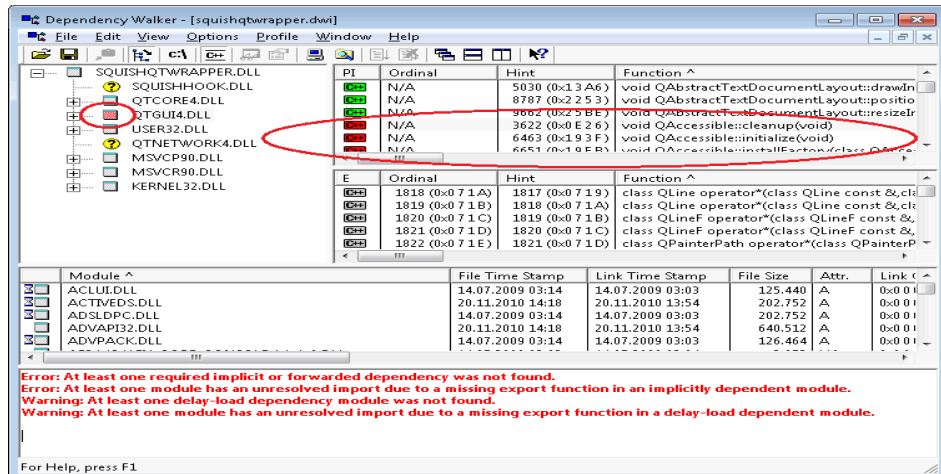 Dependency Walker - [squishqtwrapper.dwi]
File Edit View Options Profile Window Help
c:\ C++
SQUISHQTWRAPPER.DLL
SQUISHHOOK.DLL
QTCORE4.DLL
QTGUI4.DLL
USER32.DLL
QTNETWORK4.DLL
MSVCP90.DLL
MSVCR90.DLL
KERNEL32.DLL
PI Ordinal Hint Function ^
C++ N/A 5030 (0x13A6) void QAbstractTextDocumentLayout::drawIn
C++ N/A 8787 (0x2253) void QAbstractTextDocumentLayout::positio
C++ N/A 9662 (0x25BE) void QAbstractTextDocumentLayout::resizeIr
C++ N/A 3622 (0x0E26) void QAccessible::cleanup(void)
C++ N/A 6463 (0x193F) void QAccessible::initialize(void)
C++ N/A 6651 (0x19FB) void QAccessible::installFactory(class
E Ordinal Hint Function ^
C++ 1818 (0x071A) 1817 (0x0719) class QLine operator*(class QLine const &,cla
C++ 1819 (0x071B) 1818 (0x071A) class QLine operator*(class QLine const &,cla
C++ 1820 (0x071C) 1819 (0x071B) class QLineF operator*(class QLineF const &,
C++ 1821 (0x071D) 1820 (0x071C) class QLineF operator*(class QLineF const &,
C++ 1822 (0x071E) 1821 (0x071D) class QPainterPath operator*(class QPainterP
Module ^ File Time Stamp Link Time Stamp File Size Attr. Link
ACLUI.DLL 14.07.2009 03:14 14.07.2009 03:03 125.440 A 0x00
ACTIVEDS.DLL 20.11.2010 14:18 20.11.2010 13:54 202.752 A 0x00
ADSLDPC.DLL 14.07.2009 03:14 14.07.2009 03:03 202.752 A 0x00
ADVAPI32.DLL 20.11.2010 14:18 20.11.2010 13:54 640.512 A 0x00
ADVPACK.DLL 14.07.2009 03:14 14.07.2009 03:03 126.464 A 0x00
Error: At least one required implicit or forwarded dependency was not found.
Error: At least one module has an unresolved import due to a missing export function in an implicitly dependent module.
Warning: At least one delay-load dependency module was not found.
Warning: At least one module has an unresolved import due to a missing export function in a delay-load dependent module.
For Help, press F1